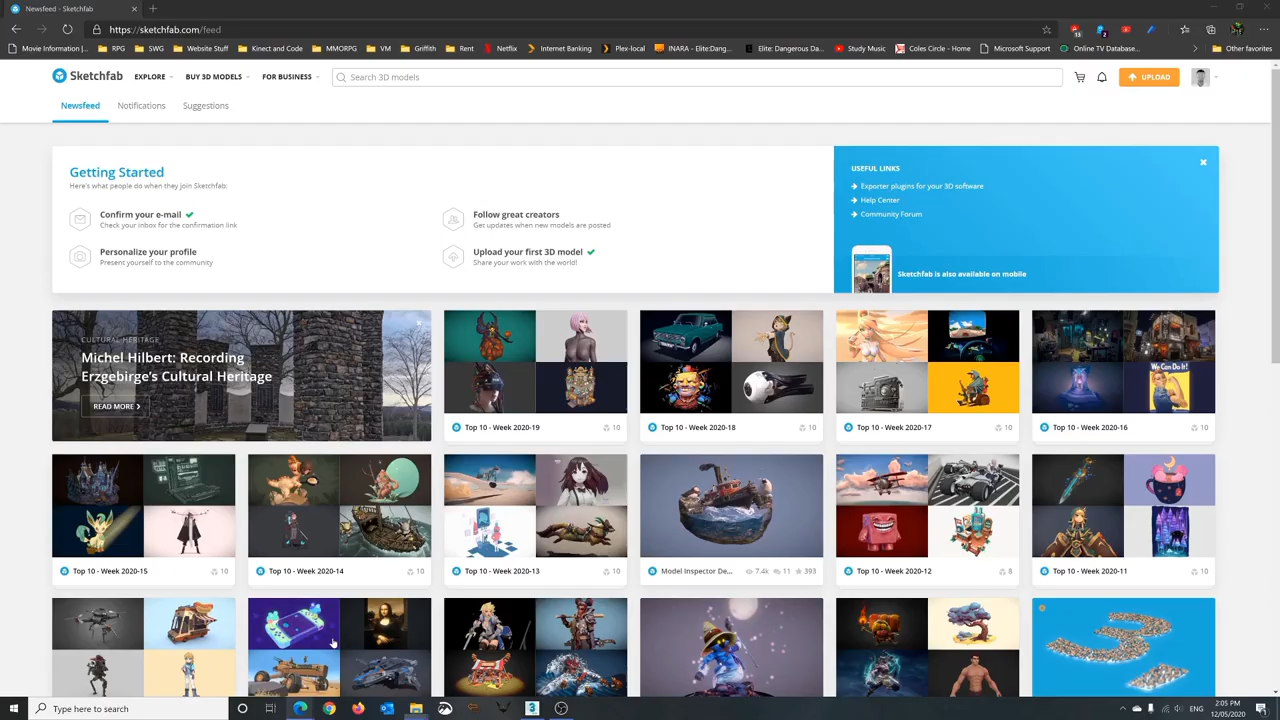 Newsfeed - Sketchfab
https://sketchfab.com/feed
Movie Information |...
RPG
SWG
Website Stuff
Kinect and Code
MMORPG
VM
Griffith
Rent
Netflix
Internet Banking
Plex-local
INARA - Elite:Dang...
Elite: Dangerous Da...
Study Music
Coles Circle - Home
Microsoft Support
Online TV Database...
Other favorites
Sketchfab
EXPLORE
BUY 3D MODELS
FOR BUSINESS
Search 3D models
UPLOAD
Newsfeed
Notifications
Suggestions
Getting Started
Here's what people do when they join Sketchfab:
Confirm your e-mail
Check your inbox for the confirmation link
Personalize your profile
Present yourself to the community
Follow great creators
Get updates when new models are posted
Upload your first 3D model
Share your work with the world!
USEFUL LINKS
Exporter plugins for your 3D software
Help Center
Community Forum
Sketchfab is also available on mobile
CULTURAL HERITAGE
Michel Hilbert: Recording
Erzgebirge's Cultural Heritage
READ MORE
We Can Do It!
Top 10 - Week 2020-19 10
Top 10 - Week 2020-18 10
Top 10 - Week 2020-17 10
Top 10 - Week 2020-16 10
Top 10 - Week 2020-15 10
Top 10 - Week 2020-14 10
Top 10 - Week 2020-13 10
Model Inspector De... 7.4k 11 393
Top 10 - Week 2020-12 8
Top 10 - Week 2020-11 10
Type here to search
ENG
2:05 PM
12/05/2020